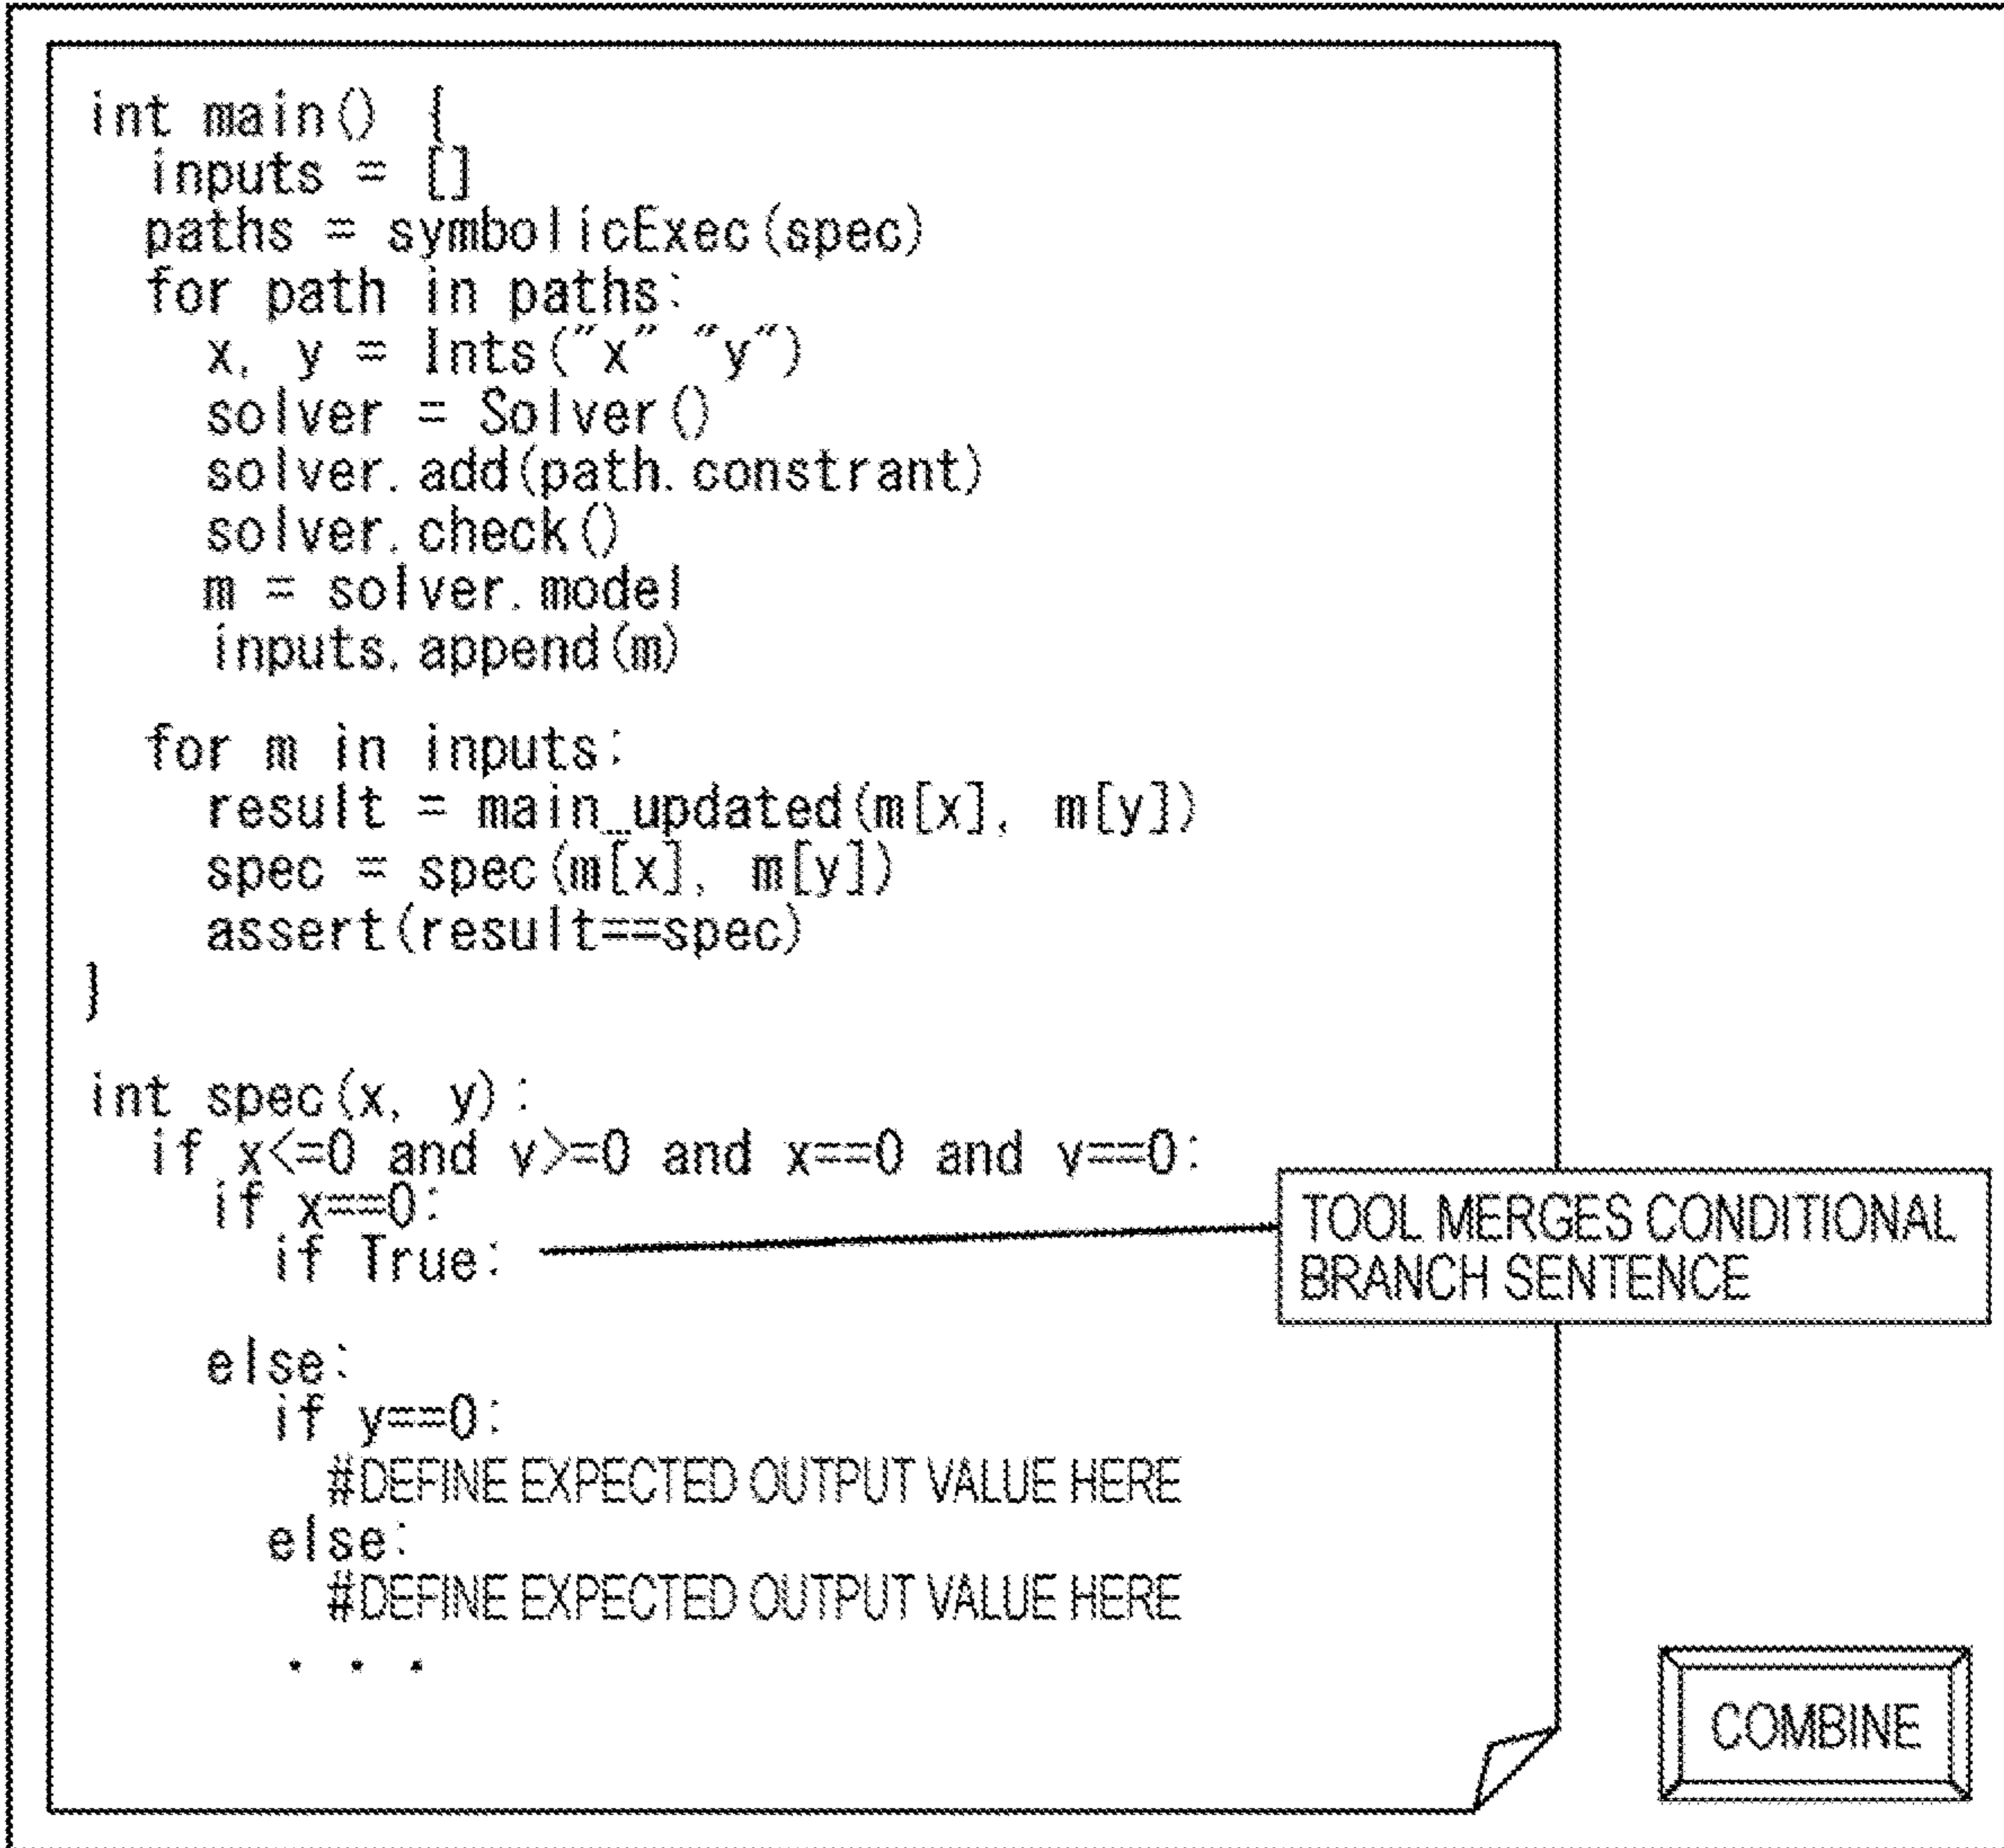 int main() {
inputs = []
paths = symbolicExec(spec)
for path in paths:
x, y = Ints("x" "y")
solver = Solver()
solver.add(path.constrant)
solver.check()
m = solver.model
inputs.append(m)
for m in inputs:
result = main_updated(m[x], m[y])
spec = spec(m[x], m[y])
assert(result==spec)
}
int spec(x, y):
if x<=0 and y>=0 and x==0 and y==0:
if x==0:
if True:
TOOL MERGES CONDITIONAL
BRANCH SENTENCE
else:
if y==0:
#DEFINE EXPECTED OUTPUT VALUE HERE
else:
#DEFINE EXPECTED OUTPUT VALUE HERE
. . .
COMBINE